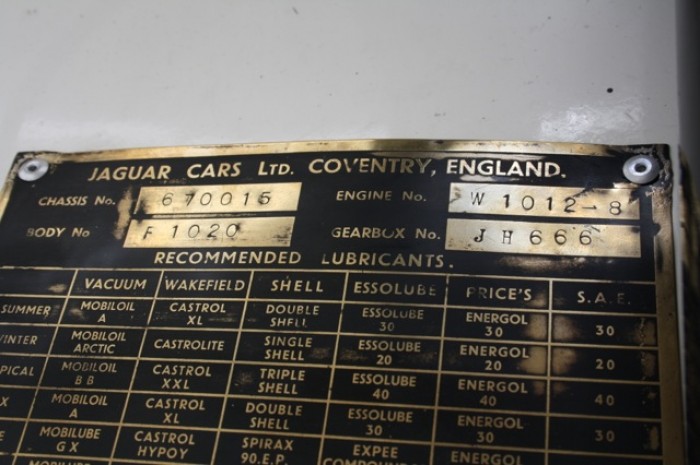 JAGUAR CARS LTD. COVENTRY, ENGLAND.
CHASSIS No. 670015 ENGINE No. W 1012-8
BODY No F 1020 GEARBOX No. JH 666
RECOMMENDED LUBRICANTS.
VACUUM WAKEFIELD SHELL ESSOLUBE PRICE'S S.A.E.
SUMMER MOBILOIL A CASTROL XL DOUBLE SHELL ESSOLUBE 30 ENERGOL 30 30
INTER MOBILOIL ARCTIC CASTROLITE SINGLE SHELL ESSOLUBE 20 ENERGOL 20 20
PICAL MOBILOIL BB CASTROL XXL TRIPLE SHELL ESSOLUBE 40 ENERGOL 40 40
X MOBILOIL A CASTROL XL DOUBLE SHELL ESSOLUBE 30 ENERGOL 30 30
E MOBILUBE GX CASTROL HYPOY SPIRAX 90.E.P. EXPEE COMPOUND ENERGOL